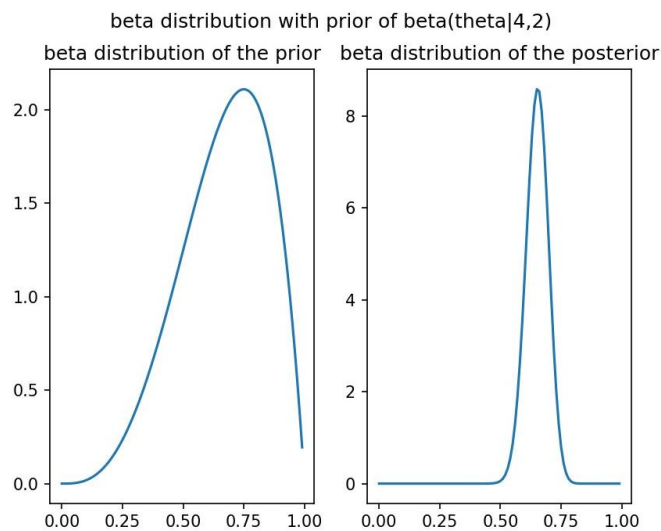 beta distribution with prior of beta(theta|4,2)
beta distribution of the prior
beta distribution of the posterior
2.0
1.5
1.0
0.5
0.0
0.00 0.25 0.50 0.75 1.00
8
6
4
2
0
0.00 0.25 0.50 0.75 1.00